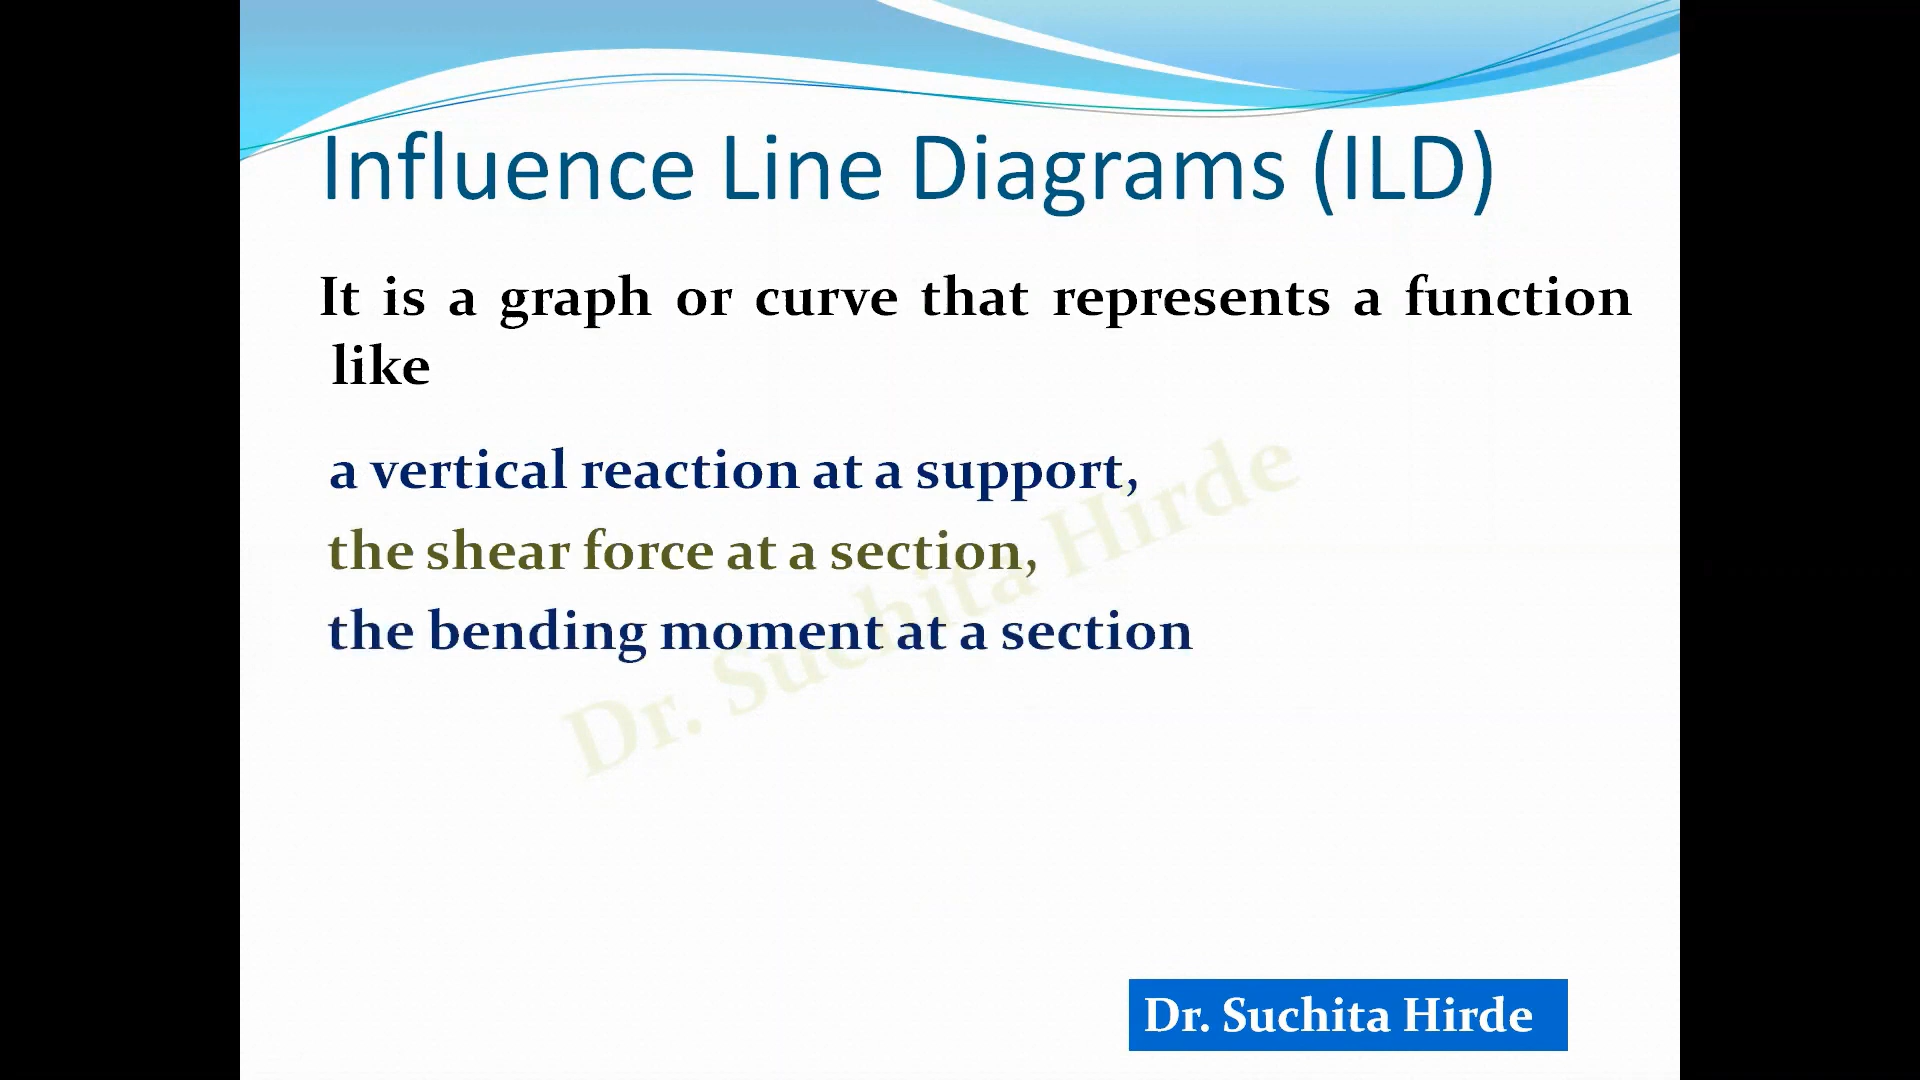 Influence Line Diagrams (ILD)
It is a graph or curve that represents a function
like
a vertical reaction at a support,
the shear force at a section,
the bending moment at a section
Dr. Suchita Hirde
Dr. Suchita Hirde